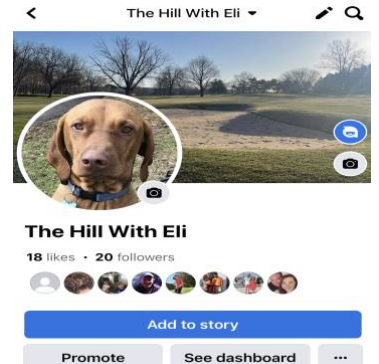 The Hill With Eli
The Hill With Eli
18 likes • 20 followers
Add to story
Promote See dashboard ...